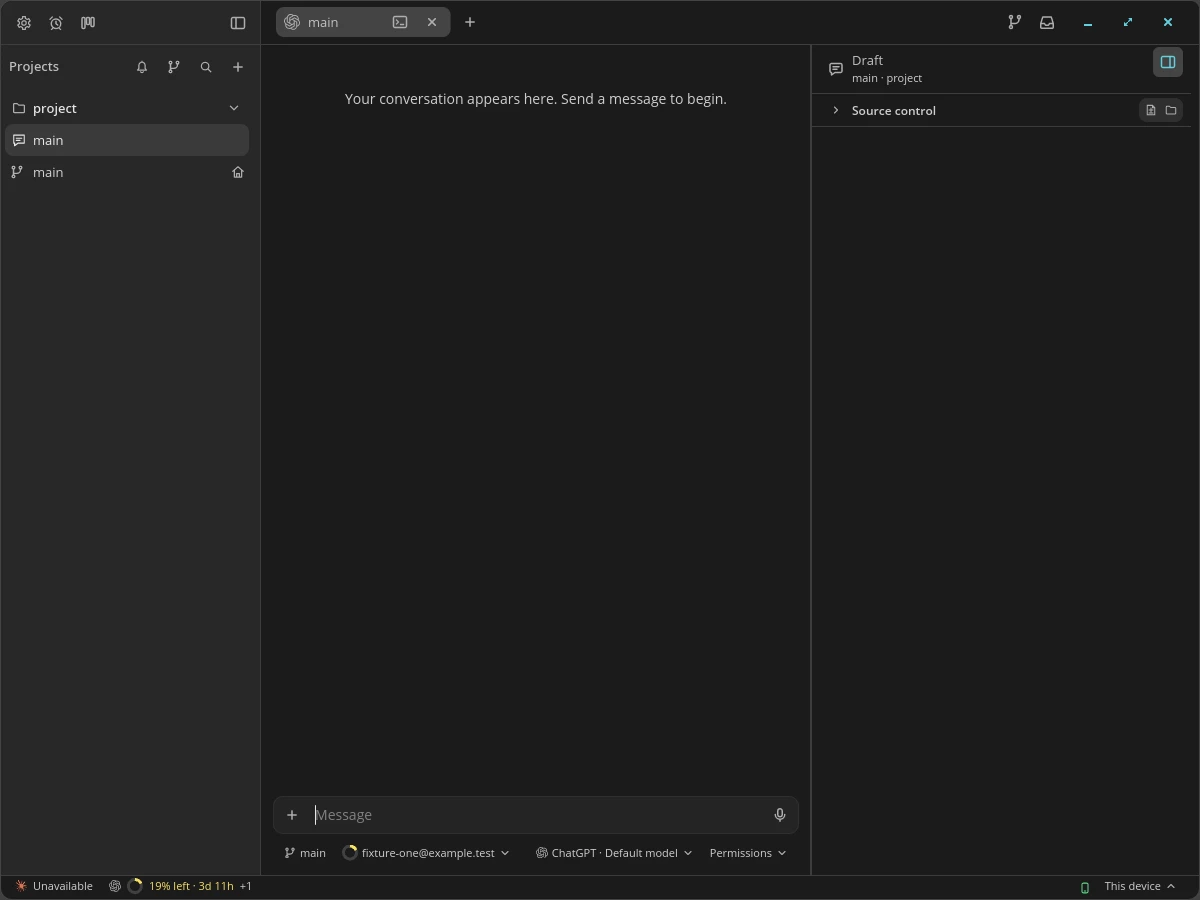 main
Projects
project
main
main
Your conversation appears here. Send a message to begin.
Draft
main · project
Source control
Message
main
fixture-one@example.test
ChatGPT · Default model
Permissions
Unavailable
19% left · 3d 11h +1
This device